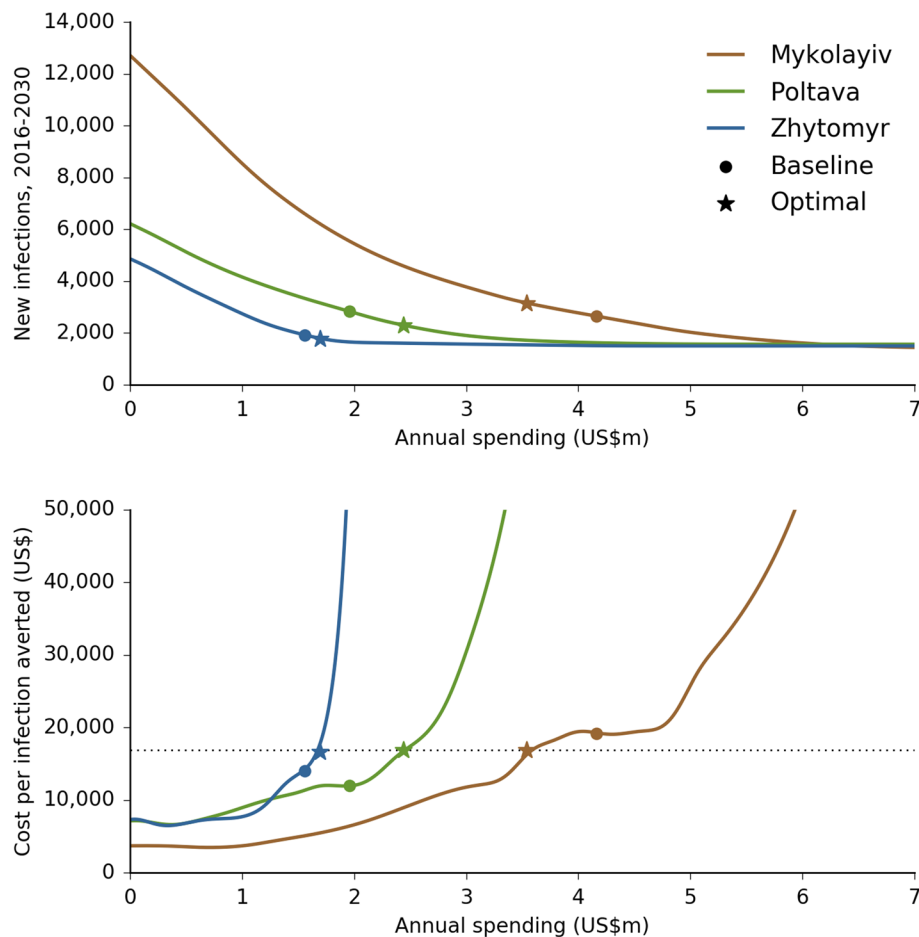 14,000
12,000
10,000
8,000
6,000
4,000
2,000
0
New infections, 2016-2030
Mykolayiv
Poltava
Zhytomyr
Baseline
Optimal
0 1 2 3 4 5 6 7
Annual spending (US$m)
50,000
40,000
30,000
20,000
10,000
0
Cost per infection averted (US$)
0 1 2 3 4 5 6 7
Annual spending (US$m)